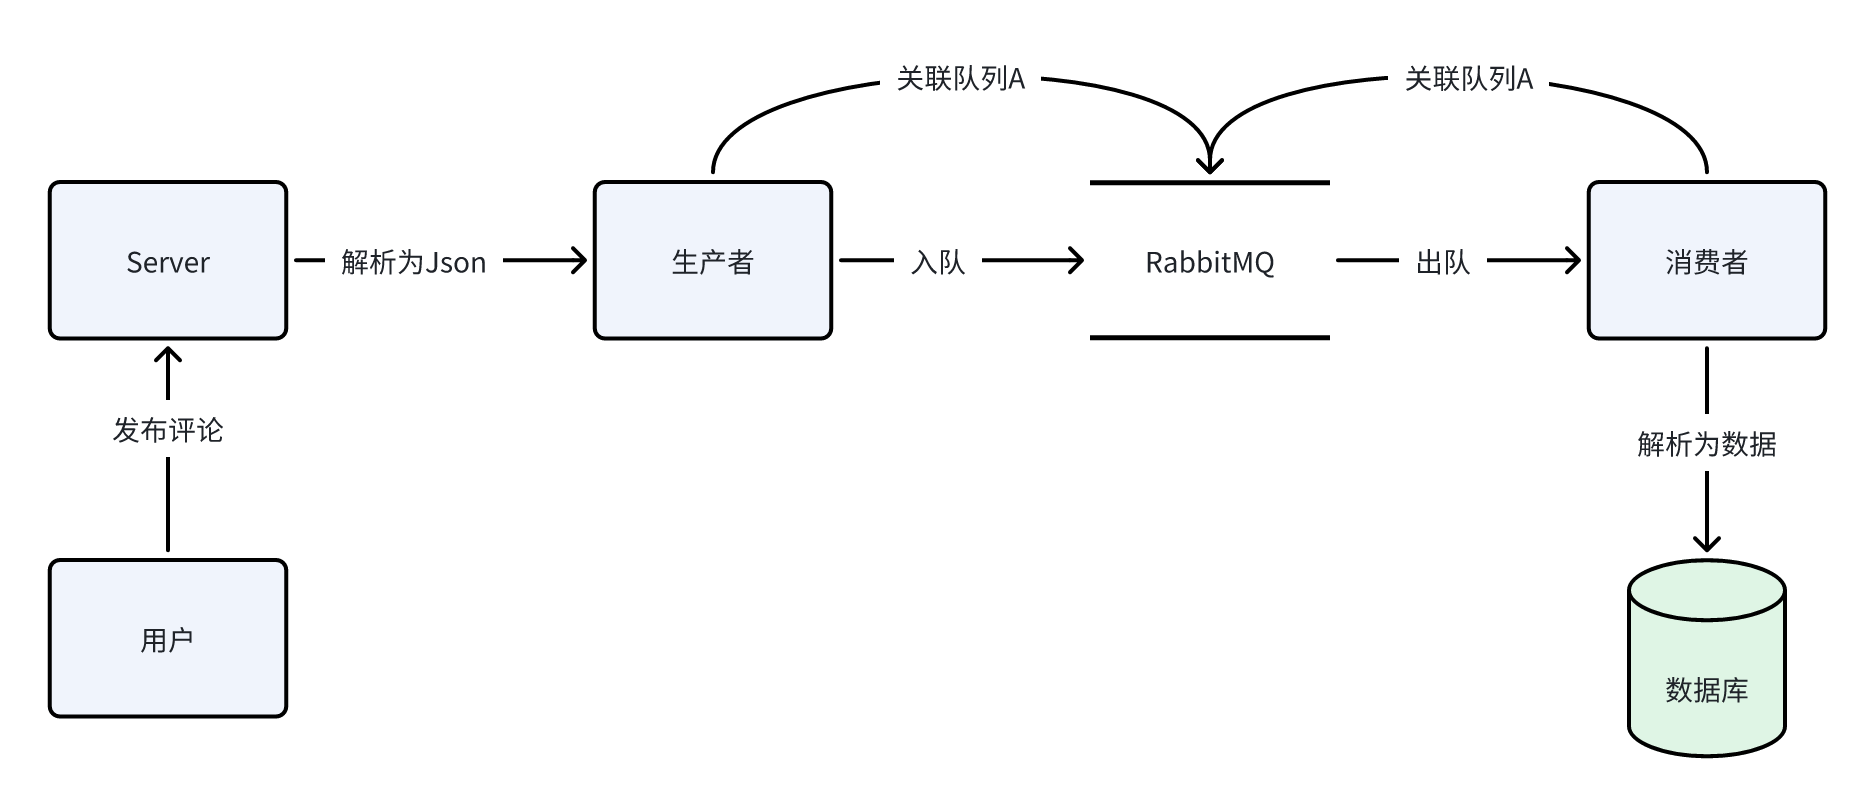 关联队列A
关联队列A
Server
解析为Json
生产者
入队
RabbitMQ
出队
消费者
发布评论
解析为数据
用户
数据库